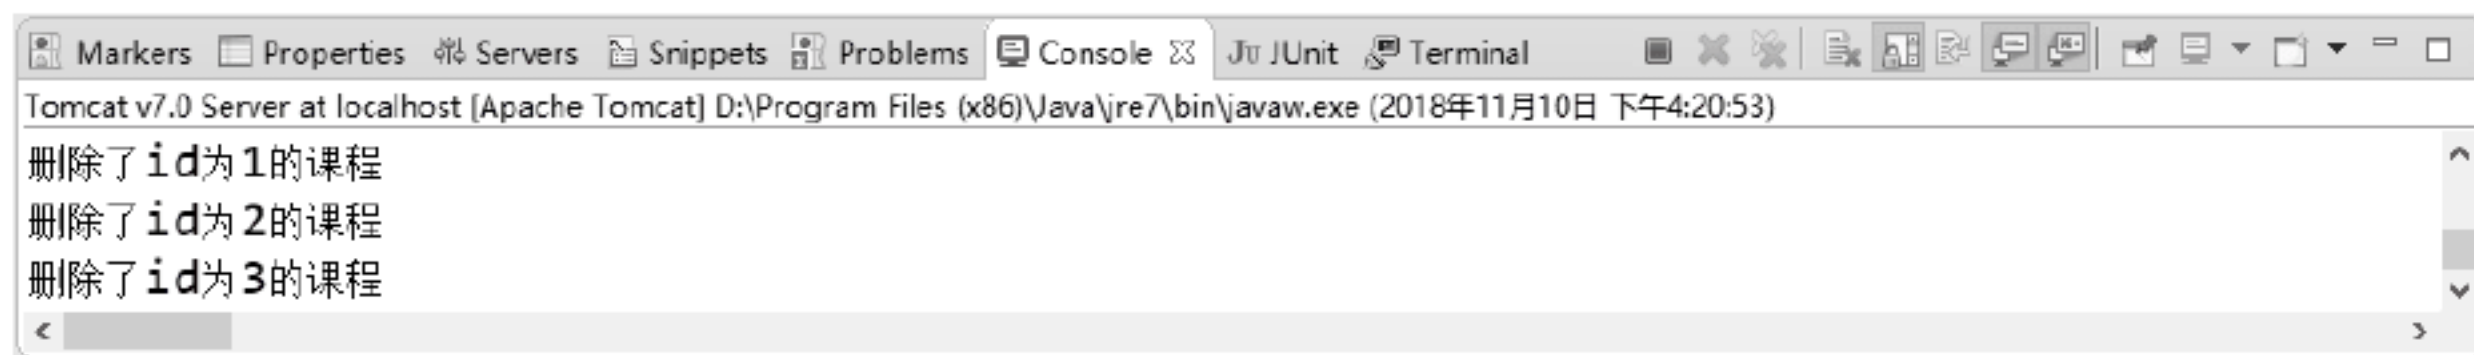 Markers Properties Servers Snippets Problems Console JUnit Terminal
Tomcat v7.0 Server at localhost [Apache Tomcat] D:\Program Files (x86)\Java\jre7\bin\javaw.exe (2018年11月10日 下午4:20:53)
删除了id为1的课程
删除了id为2的课程
删除了id为3的课程